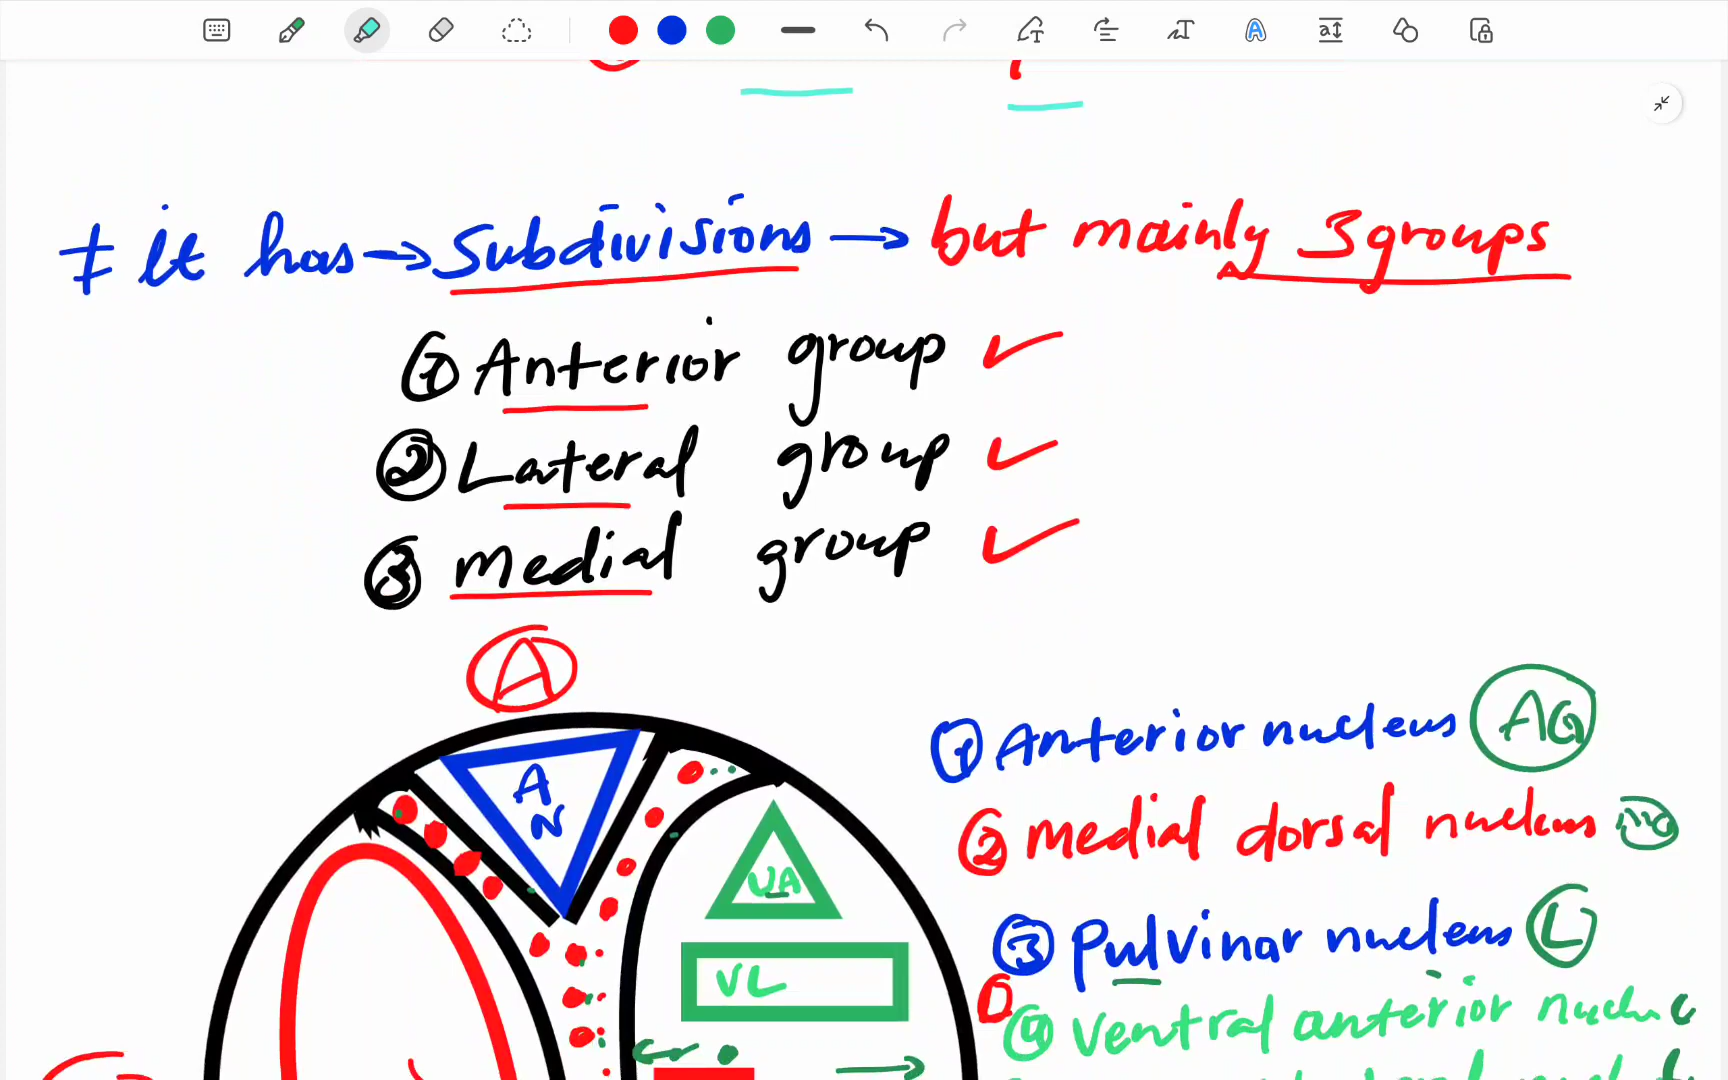 ‡ it has → Subdivisions → but mainly 3 groups
① Anterior group ✓
② Lateral group ✓
③ Medial group ✓
A
① Anterior nucleus AG
② Medial dorsal nucleus
③ Pulvinar nucleus L
④ Ventral anterior
AN
VA
VL